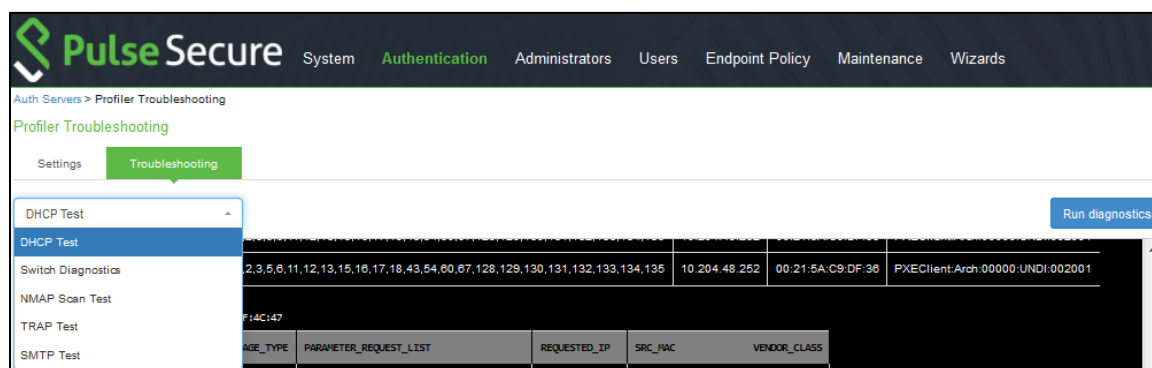 Pulse Secure System Authentication Administrators Users Endpoint Policy Maintenance Wizards
Auth Servers > Profiler Troubleshooting
Profiler Troubleshooting
Settings Troubleshooting
DHCP Test Run diagnostics
DHCP Test
Switch Diagnostics ,2,3,5,6,11,12,13,15,16,17,18,43,54,60,67,128,129,130,131,132,133,134,135 10.204.48.252 00:21:5A:C9:DF:36 PXEClient:Arch:00000:UNDI:002001
NMAP Scan Test
F:4C:47
TRAP Test
AGE_TYPE PARAMETER_REQUEST_LIST REQUESTED_IP SRC_MAC VENDOR_CLASS
SMTP Test